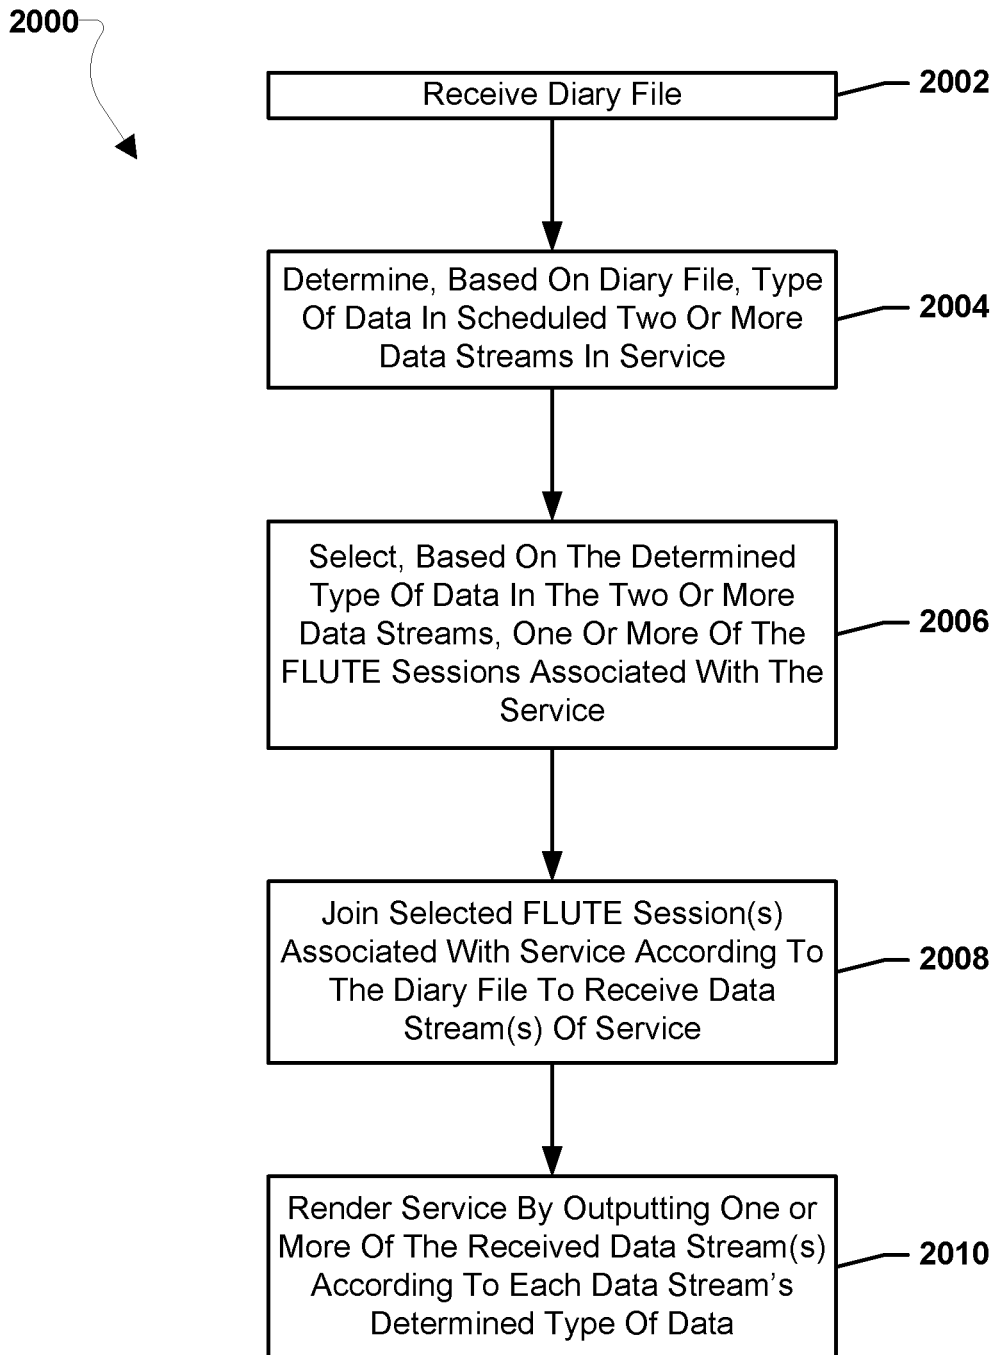 2000
Receive Diary File
2002
Determine, Based On Diary File, Type
Of Data In Scheduled Two Or More
Data Streams In Service
2004
Select, Based On The Determined
Type Of Data In The Two Or More
Data Streams, One Or More Of The
FLUTE Sessions Associated With The
Service
2006
Join Selected FLUTE Session(s)
Associated With Service According To
The Diary File To Receive Data
Stream(s) Of Service
2008
Render Service By Outputting One or
More Of The Received Data Stream(s)
According To Each Data Stream’s
Determined Type Of Data
2010